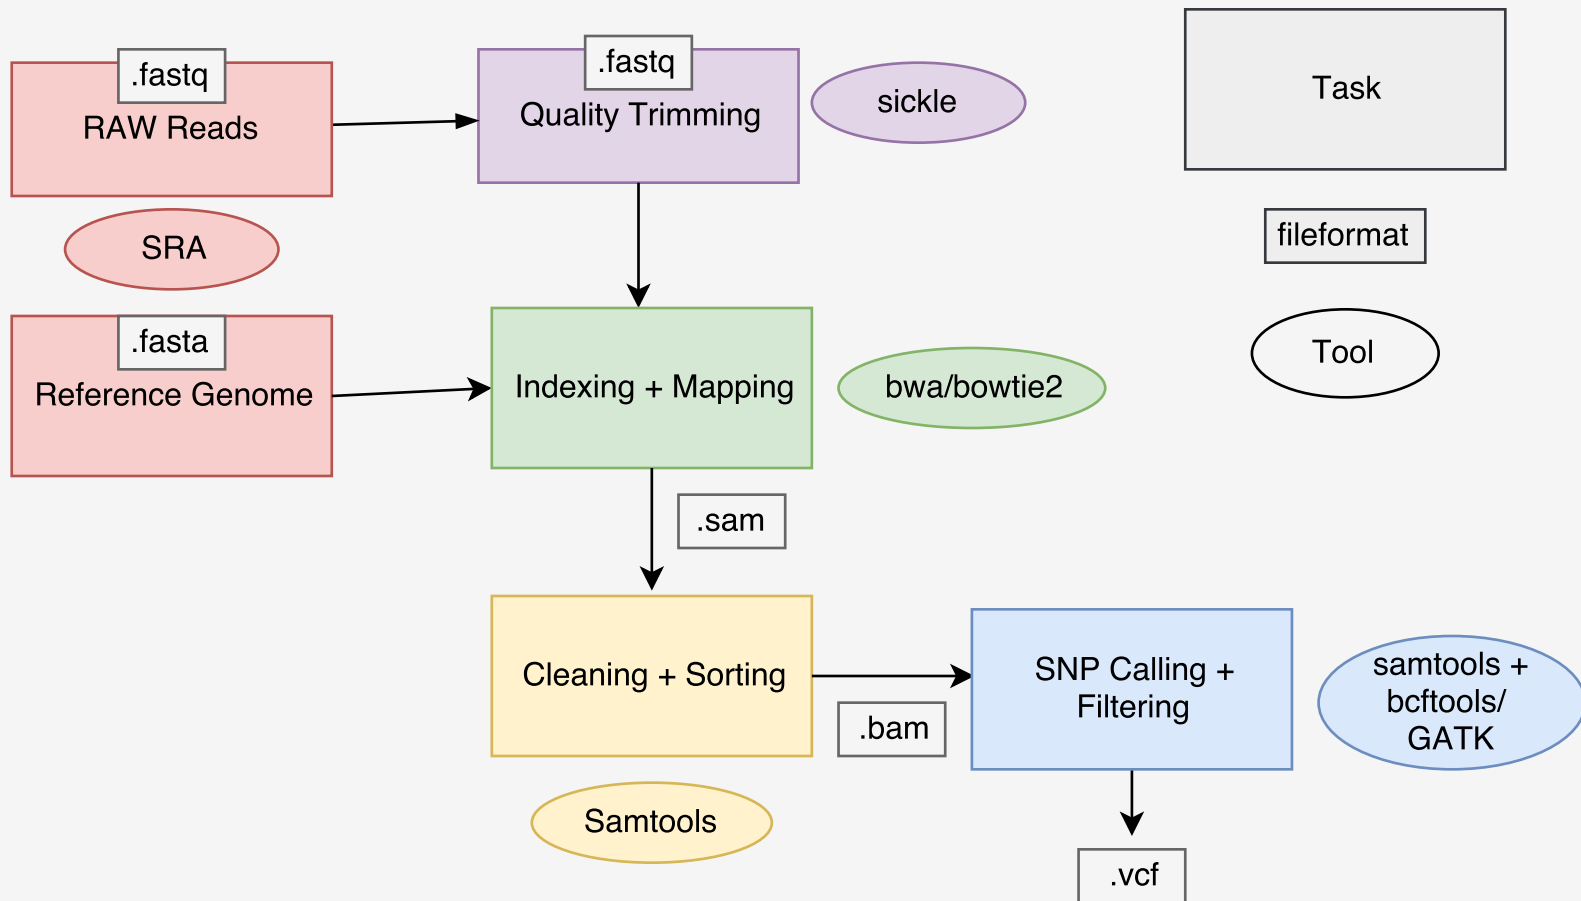 .fastq
RAW Reads
SRA
.fastq
Quality Trimming
sickle
Task
fileformat
Tool
.fasta
Reference Genome
Indexing + Mapping
bwa/bowtie2
.sam
Cleaning + Sorting
Samtools
.bam
SNP Calling +
Filtering
samtools +
bcftools/
GATK
.vcf